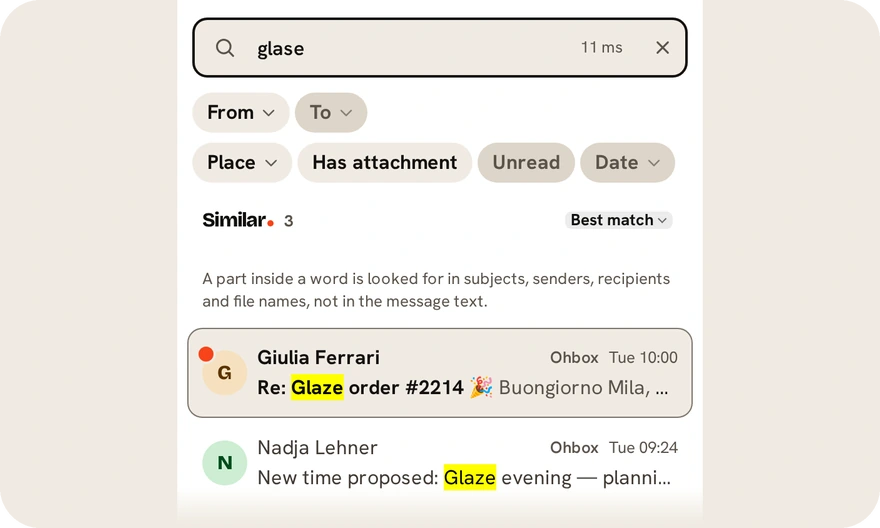 glase 11 ms
From To
Place Has attachment Unread Date
Similar. 3 Best match
A part inside a word is looked for in subjects, senders, recipients
and file names, not in the message text.
G Giulia Ferrari Ohbox Tue 10:00
Re: Glaze order #2214 🎉 Buongiorno Mila, ...
N Nadja Lehner Ohbox Tue 09:24
New time proposed: Glaze evening — planni...